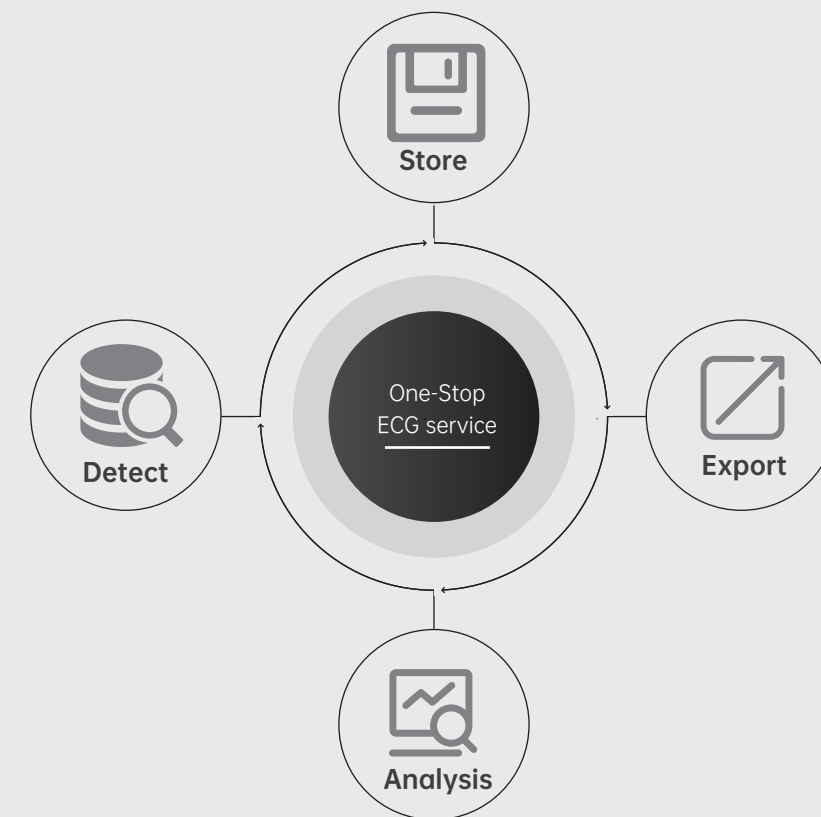 Store
One-Stop
ECG service
Detect
Export
Analysis